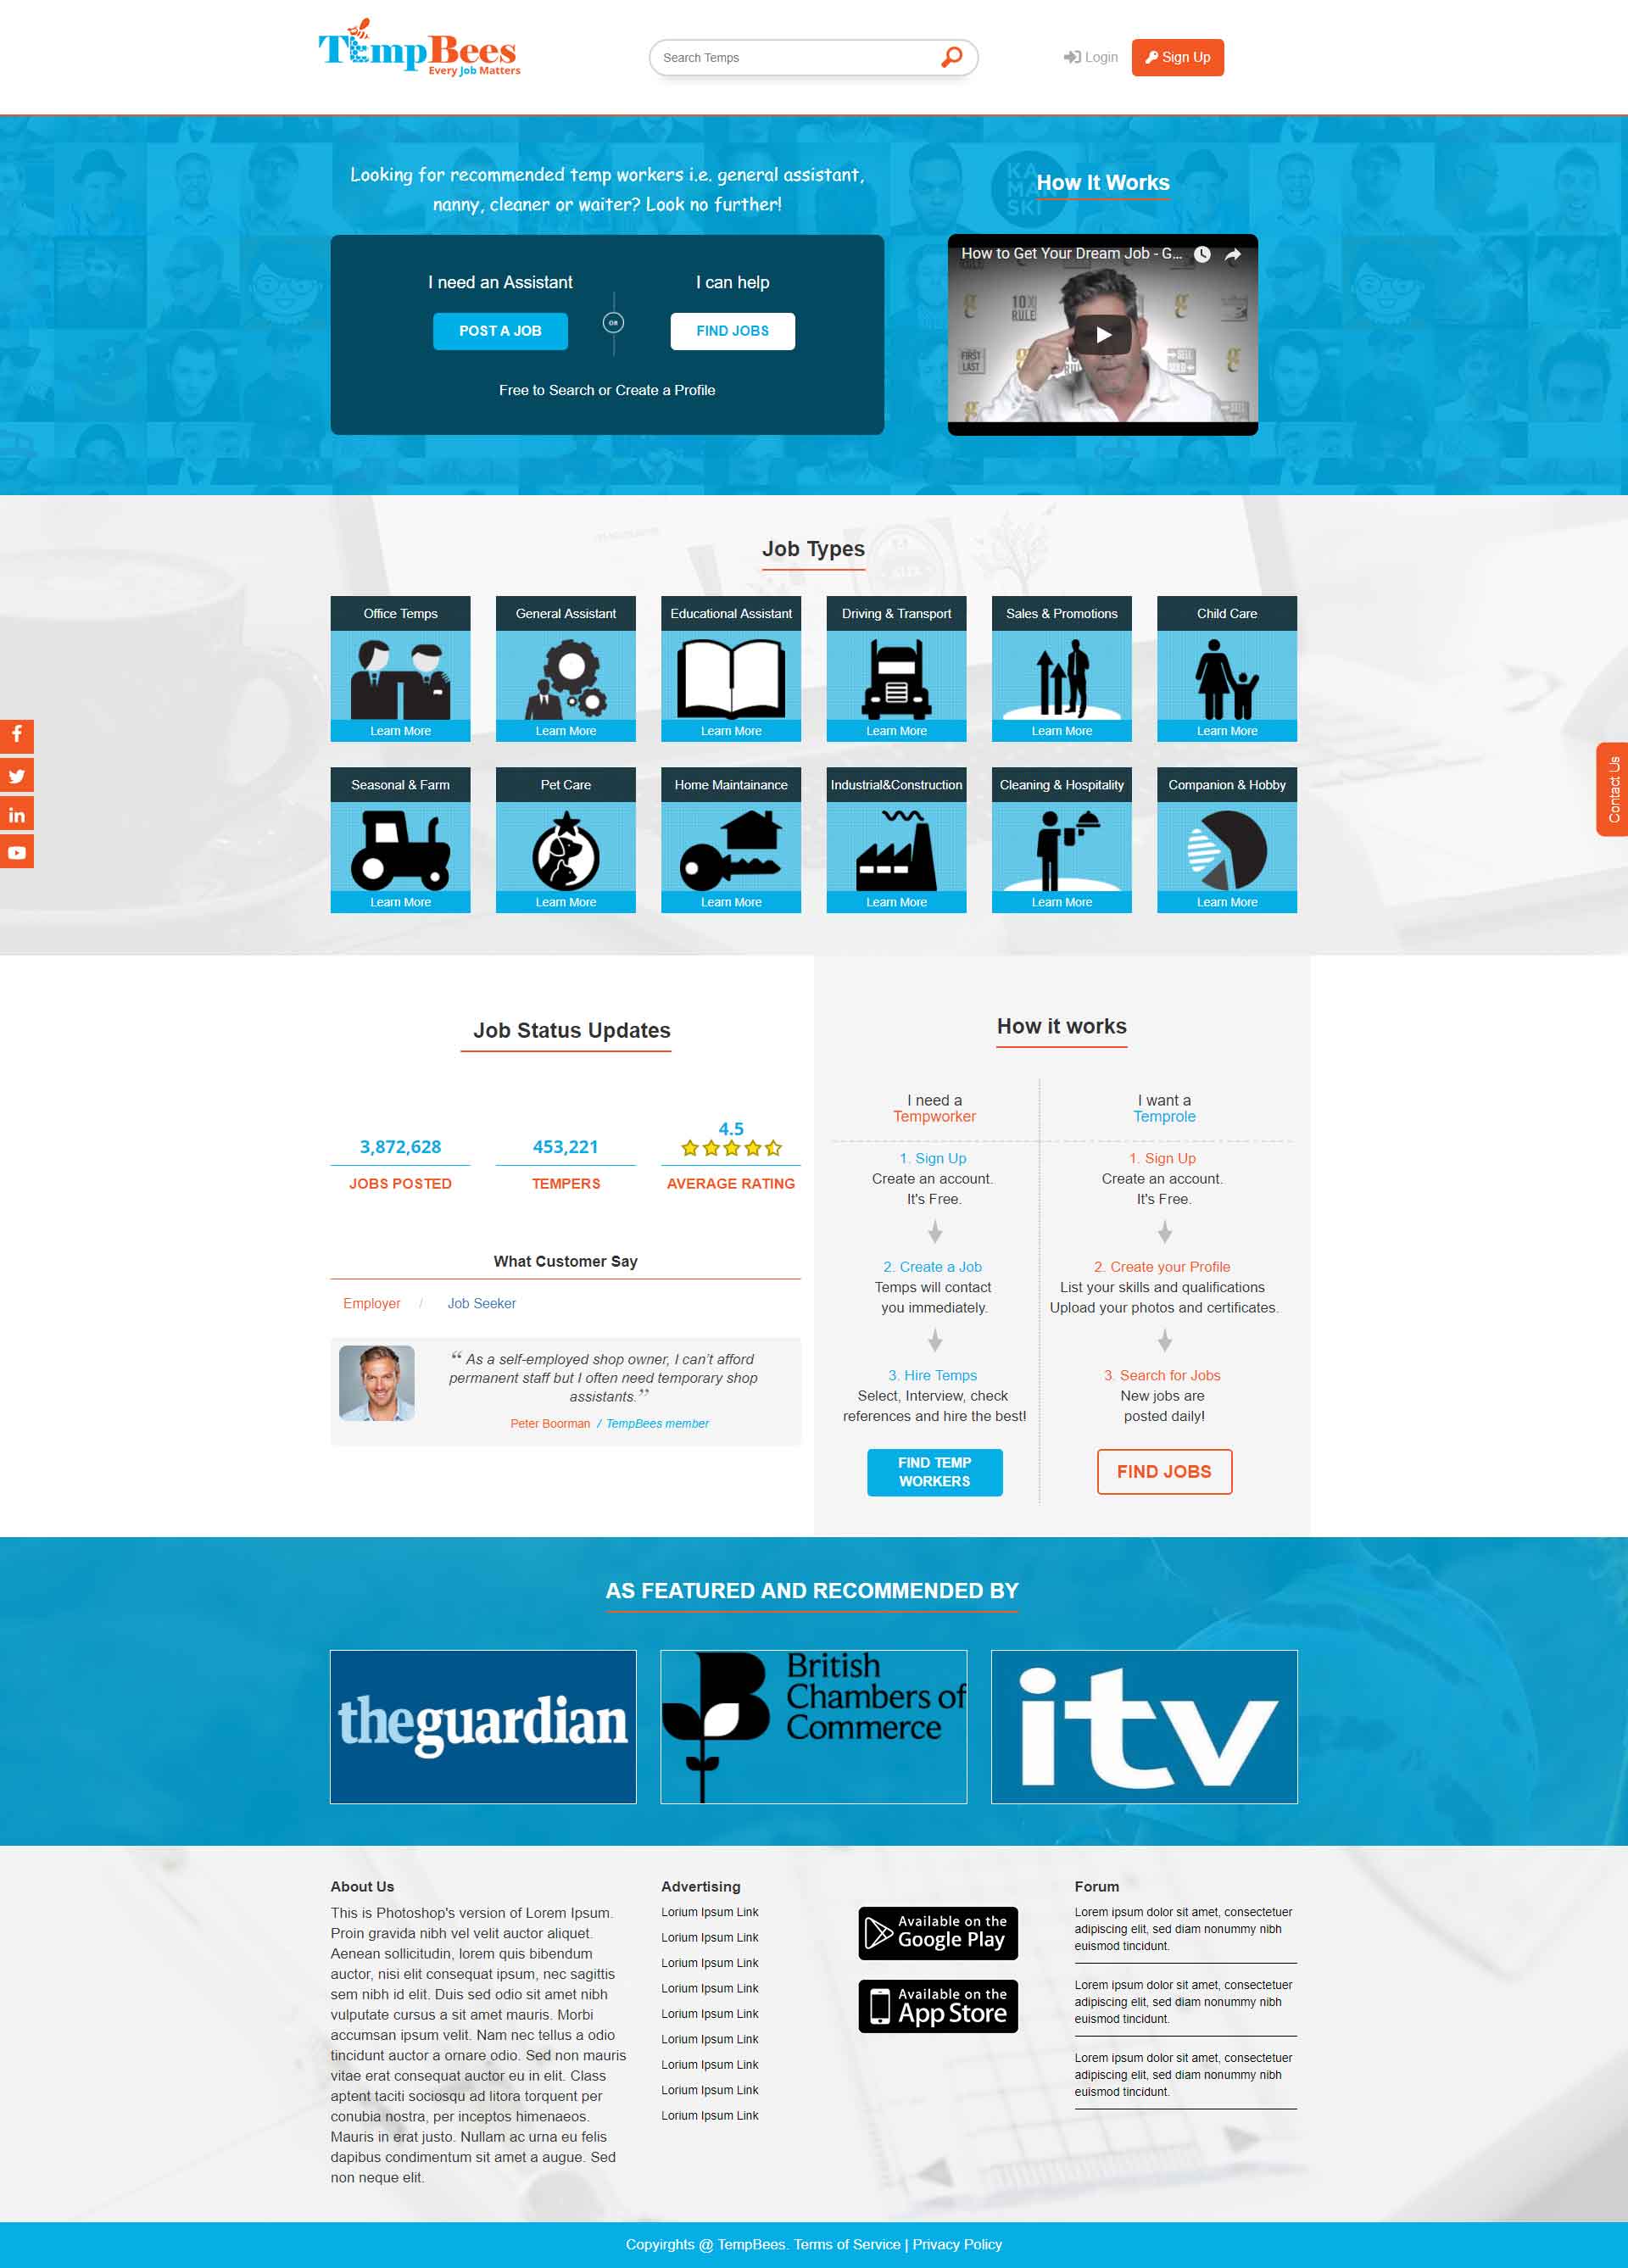 TempBees
Every Job Matters
Search Temps
Login
Sign Up
Looking for recommended temp workers i.e. general assistant,
nanny, cleaner or waiter? Look no further!
I need an Assistant
I can help
POST A JOB
OR
FIND JOBS
Free to Search or Create a Profile
KA
MA
SKI
How It Works
How to Get Your Dream Job - G...
10X
RULE
FIRST
LAST
Job Types
Office Temps
General Assistant
Educational Assistant
Driving & Transport
Sales & Promotions
Child Care
Learn More
Learn More
Learn More
Learn More
Learn More
Learn More
Seasonal & Farm
Pet Care
Home Maintainance
Industrial&Construction
Cleaning & Hospitality
Companion & Hobby
Learn More
Learn More
Learn More
Learn More
Learn More
Learn More
Contact Us
Job Status Updates
3,872,628
JOBS POSTED
453,221
TEMPERS
4.5
AVERAGE RATING
What Customer Say
Employer / Job Seeker
“ As a self-employed shop owner, I can't afford
permanent staff but I often need temporary shop
assistants.”
Peter Boorman / TempBees member
How it works
I need a
Tempworker
1. Sign Up
Create an account.
It's Free.
2. Create a Job
Temps will contact
you immediately.
3. Hire Temps
Select, Interview, check
references and hire the best!
FIND TEMP
WORKERS
I want a
Temprole
1. Sign Up
Create an account.
It's Free.
2. Create your Profile
List your skills and qualifications
Upload your photos and certificates.
3. Search for Jobs
New jobs are
posted daily!
FIND JOBS
AS FEATURED AND RECOMMENDED BY
theguardian
British
Chambers of
Commerce
itv
About Us
This is Photoshop's version of Lorem Ipsum.
Proin gravida nibh vel velit auctor aliquet.
Aenean sollicitudin, lorem quis bibendum
auctor, nisi elit consequat ipsum, nec sagittis
sem nibh id elit. Duis sed odio sit amet nibh
vulputate cursus a sit amet mauris. Morbi
accumsan ipsum velit. Nam nec tellus a odio
tincidunt auctor a ornare odio. Sed non mauris
vitae erat consequat auctor eu in elit. Class
aptent taciti sociosqu ad litora torquent per
conubia nostra, per inceptos himenaeos.
Mauris in erat justo. Nullam ac urna eu felis
dapibus condimentum sit amet a augue. Sed
non neque elit.
Advertising
Lorium Ipsum Link
Lorium Ipsum Link
Lorium Ipsum Link
Lorium Ipsum Link
Lorium Ipsum Link
Lorium Ipsum Link
Lorium Ipsum Link
Lorium Ipsum Link
Lorium Ipsum Link
Available on the
Google Play
Available on the
App Store
Forum
Lorem ipsum dolor sit amet, consectetuer
adipiscing elit, sed diam nonummy nibh
euismod tincidunt.
Lorem ipsum dolor sit amet, consectetuer
adipiscing elit, sed diam nonummy nibh
euismod tincidunt.
Lorem ipsum dolor sit amet, consectetuer
adipiscing elit, sed diam nonummy nibh
euismod tincidunt.
Copyirghts @ TempBees. Terms of Service | Privacy Policy